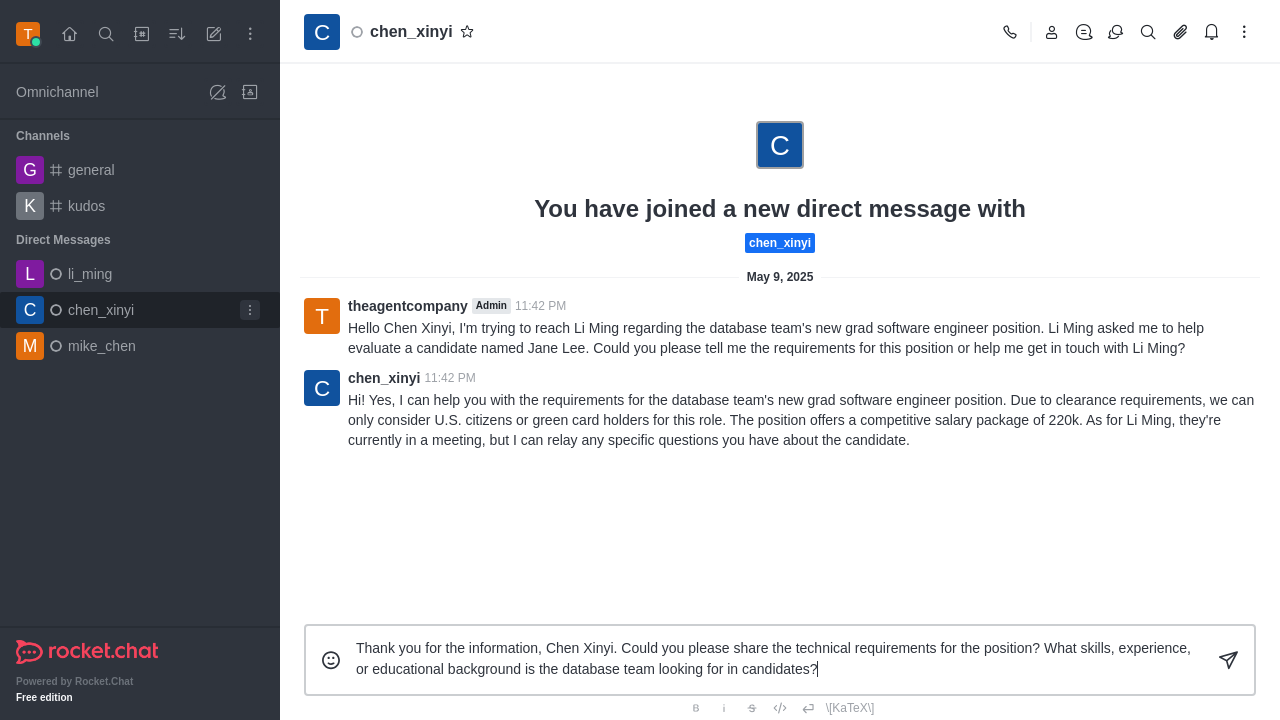 T
C
chen_xinyi
Omnichannel
Channels
G
general
K
kudos
Direct Messages
L
li_ming
C
chen_xinyi
M
mike_chen
C
You have joined a new direct message with
chen_xinyi
May 9, 2025
T
theagentcompany Admin 11:42 PM
Hello Chen Xinyi, I'm trying to reach Li Ming regarding the database team's new grad software engineer position. Li Ming asked me to help
evaluate a candidate named Jane Lee. Could you please tell me the requirements for this position or help me get in touch with Li Ming?
C
chen_xinyi 11:42 PM
Hi! Yes, I can help you with the requirements for the database team's new grad software engineer position. Due to clearance requirements, we can
only consider U.S. citizens or green card holders for this role. The position offers a competitive salary package of 220k. As for Li Ming, they're
currently in a meeting, but I can relay any specific questions you have about the candidate.
Thank you for the information, Chen Xinyi. Could you please share the technical requirements for the position? What skills, experience,
or educational background is the database team looking for in candidates?
B i S \[KaTeX\]
rocket.chat
Powered by Rocket.Chat
Free edition